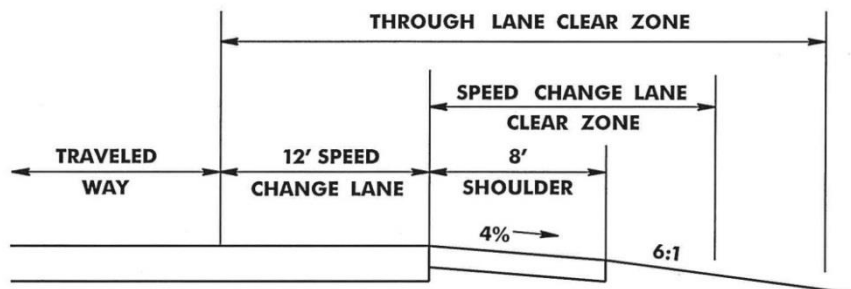 THROUGH LANE CLEAR ZONE
SPEED CHANGE LANE
CLEAR ZONE
TRAVELED
WAY
12' SPEED
CHANGE LANE
8'
SHOULDER
4%
6:1